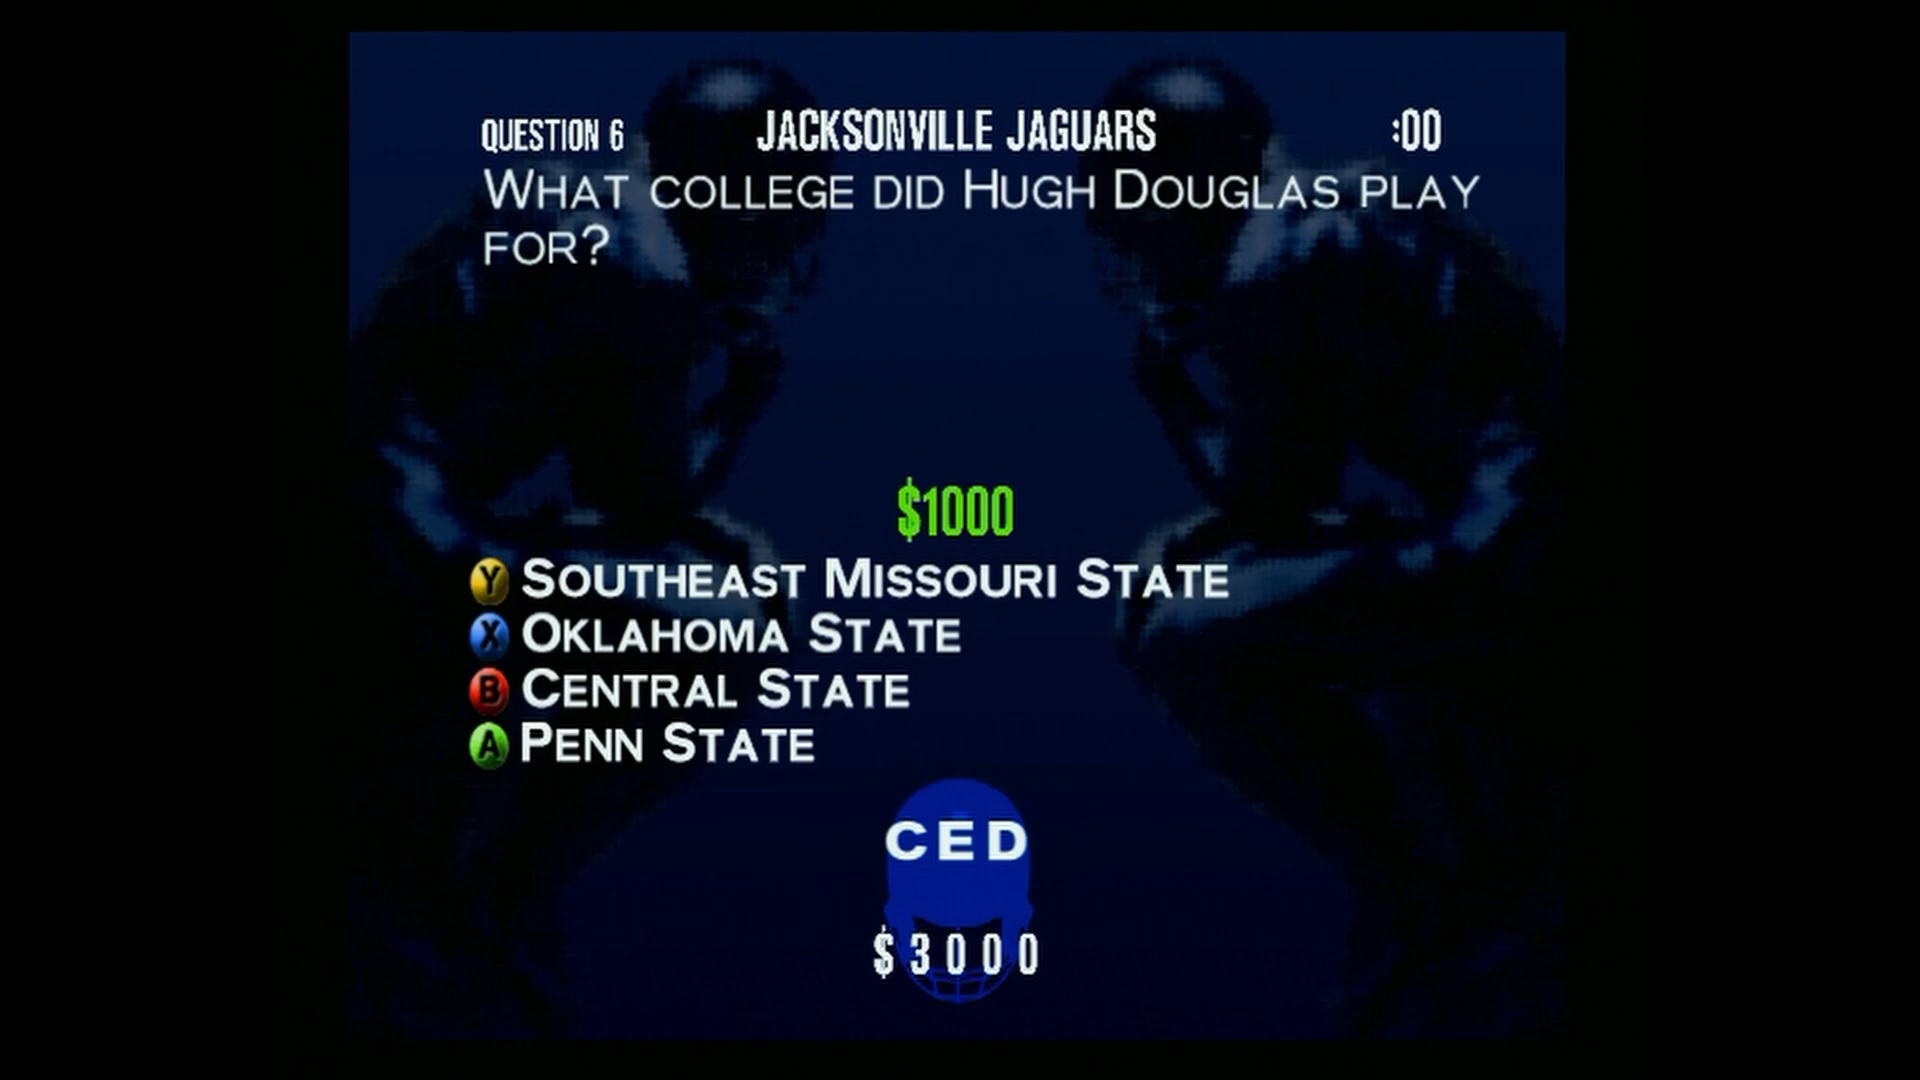 QUESTION 6 JACKSONVILLE JAGUARS :00
WHAT COLLEGE DID HUGH DOUGLAS PLAY
FOR?
$1000
Y SOUTHEAST MISSOURI STATE
X OKLAHOMA STATE
B CENTRAL STATE
A PENN STATE
CED
$3000